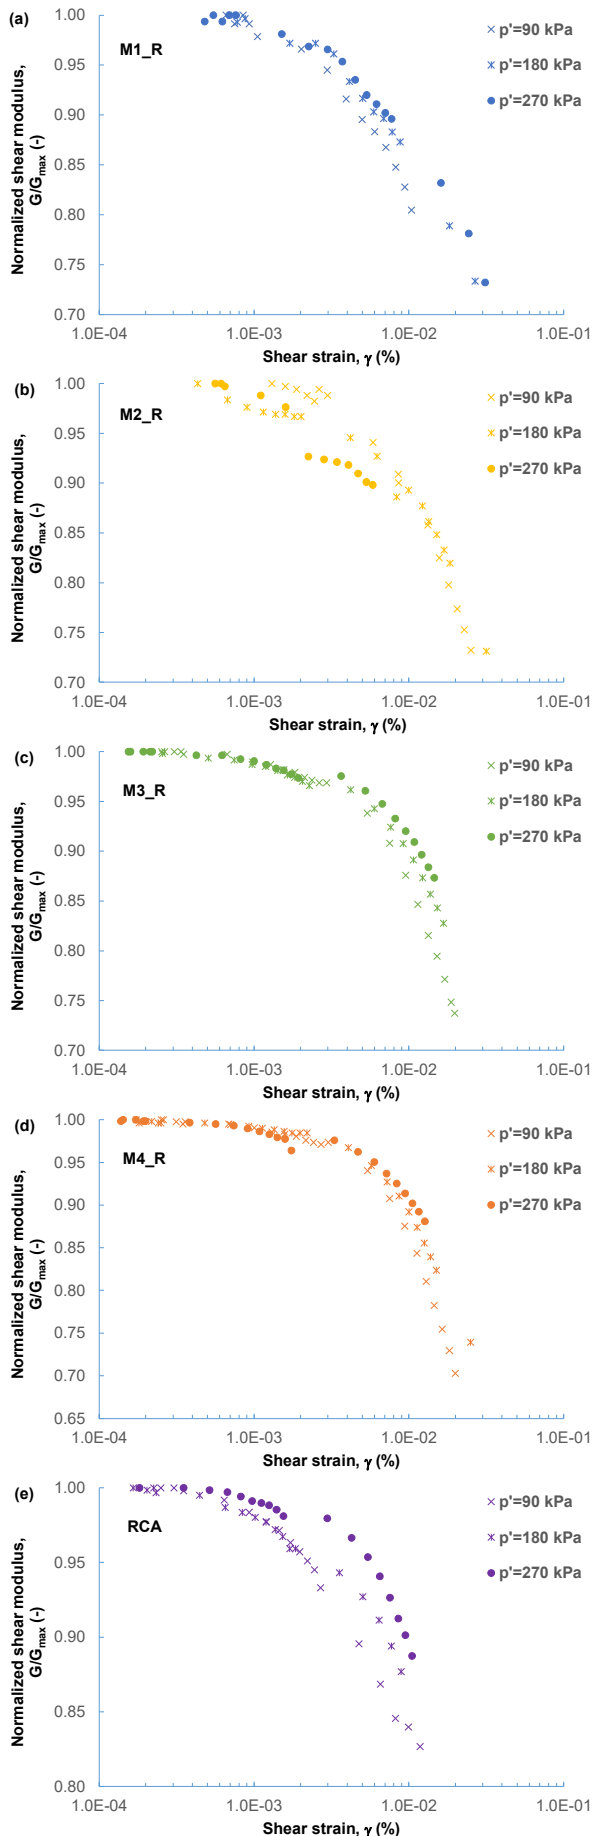 (a)
M1_R
p'=90 kPa
p'=180 kPa
p'=270 kPa
1.00
0.95
0.90
0.85
0.80
0.75
0.70
Normalized shear modulus,
G/Gmax (-)
1.0E-04 1.0E-03 1.0E-02 1.0E-01
Shear strain, γ (%)
(b)
M2_R
p'=90 kPa
p'=180 kPa
p'=270 kPa
1.00
0.95
0.90
0.85
0.80
0.75
0.70
Normalized shear modulus,
G/Gmax (-)
1.0E-04 1.0E-03 1.0E-02 1.0E-01
Shear strain, γ (%)
(c)
M3_R
p'=90 kPa
p'=180 kPa
p'=270 kPa
1.00
0.95
0.90
0.85
0.80
0.75
0.70
Normalized shear modulus,
G/Gmax (-)
1.0E-04 1.0E-03 1.0E-02 1.0E-01
Shear strain, γ (%)
(d)
M4_R
p'=90 kPa
p'=180 kPa
p'=270 kPa
1.00
0.95
0.90
0.85
0.80
0.75
0.70
0.65
Normalized shear modulus,
G/Gmax (-)
1.0E-04 1.0E-03 1.0E-02 1.0E-01
Shear strain, γ (%)
(e)
RCA
p'=90 kPa
p'=180 kPa
p'=270 kPa
1.00
0.95
0.90
0.85
0.80
Normalized shear modulus,
G/Gmax (-)
1.0E-04 1.0E-03 1.0E-02 1.0E-01
Shear strain, γ (%)